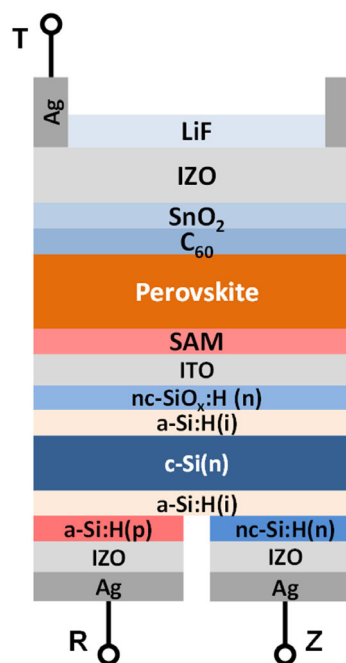 T
Ag
LiF
IZO
SnO₂
C₆₀
Perovskite
SAM
ITO
nc-SiOₓ:H (n)
a-Si:H(i)
c-Si(n)
a-Si:H(i)
a-Si:H(p) nc-Si:H(n)
IZO IZO
Ag Ag
R Z